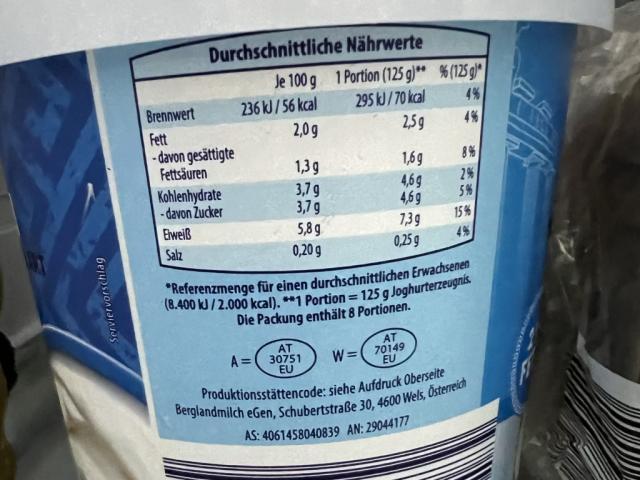 Durchschnittliche Nährwerte
Je 100 g 1 Portion (125 g)** % (125 g)*
Brennwert 236 kJ / 56 kcal 295 kJ / 70 kcal 4 %
Fett 2,0 g 2,5 g 4 %
- davon gesättigte
Fettsäuren 1,3 g 1,6 g 8 %
Kohlenhydrate 3,7 g 4,6 g 2 %
- davon Zucker 3,7 g 4,6 g 5 %
Eiweiß 5,8 g 7,3 g 15 %
Salz 0,20 g 0,25 g 4 %
*Referenzmenge für einen durchschnittlichen Erwachsenen
(8.400 kJ / 2.000 kcal). **1 Portion = 125 g Joghurterzeugnis.
Die Packung enthält 8 Portionen.
A = AT 30751 EU W = AT 70149 EU
Produktionsstättencode: siehe Aufdruck Oberseite
Berglandmilch eGen, Schubertstraße 30, 4600 Wels, Österreich
AS: 4061458040839 AN: 29044177
Serviervorschlag